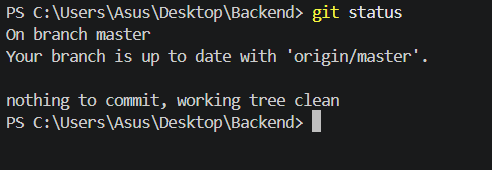 PS C:\Users\Asus\Desktop\Backend> git status
On branch master
Your branch is up to date with 'origin/master'.
nothing to commit, working tree clean
PS C:\Users\Asus\Desktop\Backend>